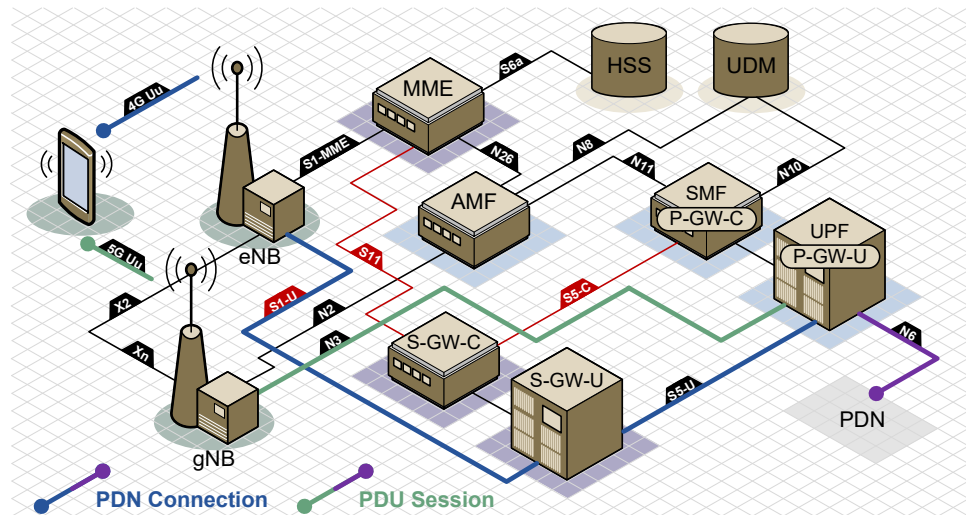 HSS
UDM
MME
S6a
4G Uu
S1-MME
N26
N8
N11
N10
AMF
SMF
P-GW-C
UPF
P-GW-U
eNB
5G Uu
S11
X2
S1-U
N2
S5-C
N3
Xn
S-GW-C
S-GW-U
S5-U
N6
PDN
gNB
PDN Connection
PDU Session